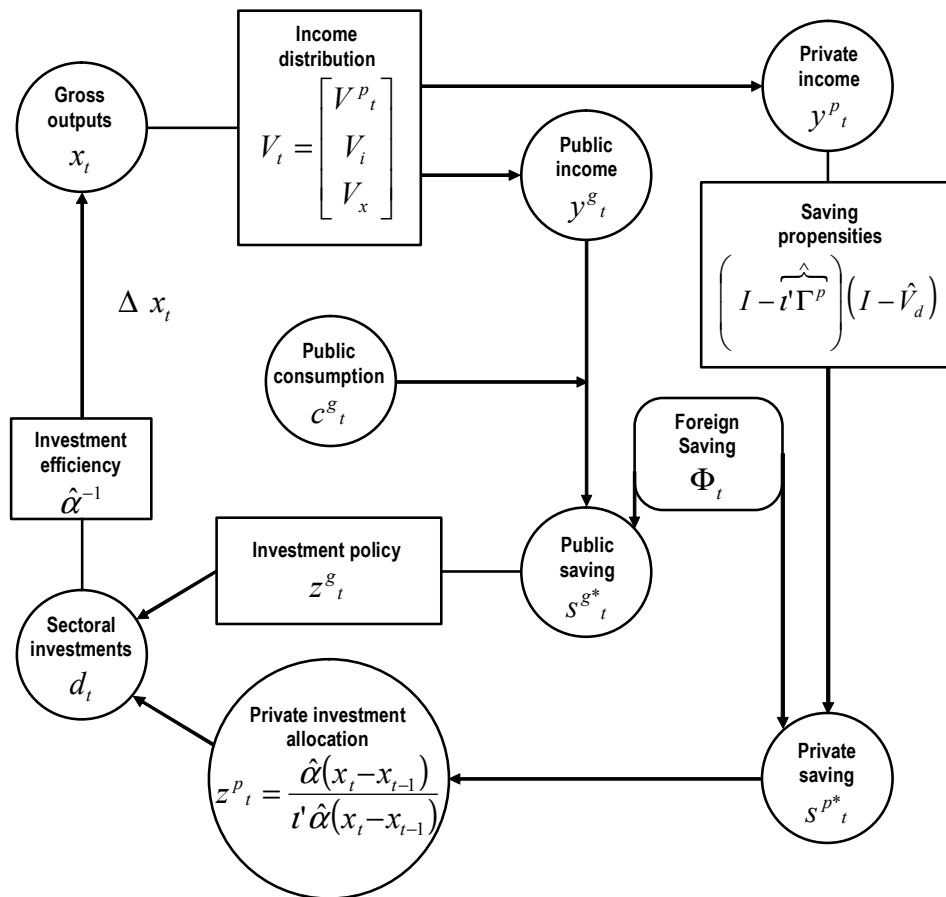 Income
distribution
V_t = [V^p_t
V_i
V_x]
Private
income
y^p_t
Gross
outputs
x_t
Public
income
y^g_t
Saving
propensities
(I − \widehat{ι'Γ^p})(I − \hat{V}_d)
Δ x_t
Public
consumption
c^g_t
Foreign
Saving
Φ_t
Investment
efficiency
\hat{α}^{-1}
Investment policy
z^g_t
Public
saving
s^{g*}_t
Sectoral
investments
d_t
Private investment
allocation
z^p_t = \frac{\hat{α}(x_t − x_{t−1})}{ι'\hat{α}(x_t − x_{t−1})}
Private
saving
s^{p*}_t